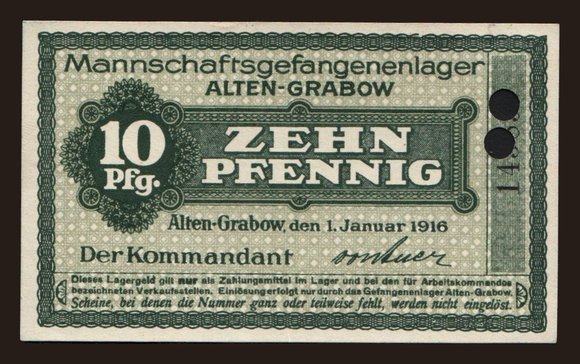 Mannschaftsgefangenenlager
ALTEN-GRABOW
10
Pfg.
ZEHN
PFENNIG
Alten-Grabow, den 1. Januar 1916
Der Kommandant
Dieses Lagergeld gilt nur als Zahlungsmittel im Lager und bei den für Arbeitskommandos
bezeichneten Verkaufsstellen. Einlösung erfolgt nur durch das Gefangenenlager Alten-Grabow.
Scheine, bei denen die Nummer ganz oder teilweise fehlt, werden nicht eingelöst.